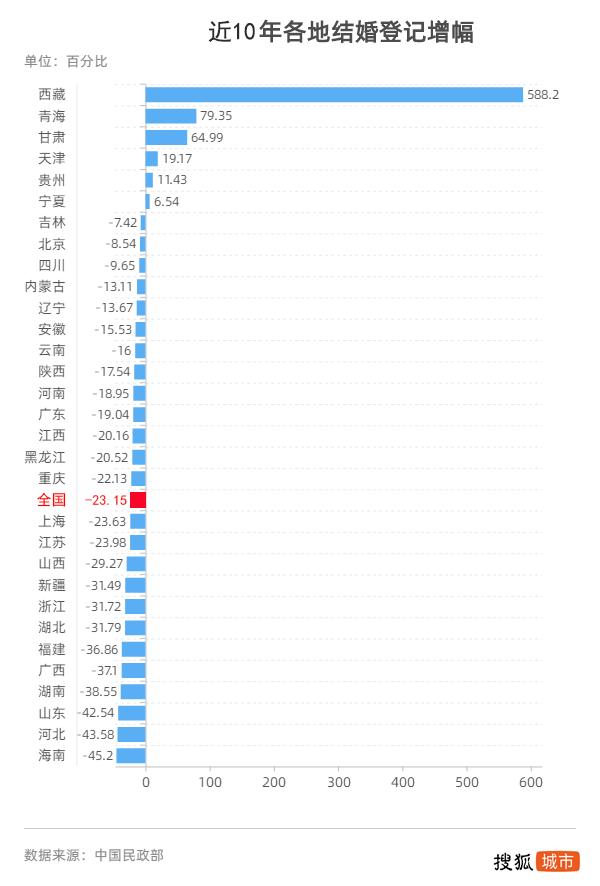 近10年各地结婚登记增幅
单位：百分比
西藏 588.2
青海 79.35
甘肃 64.99
天津 19.17
贵州 11.43
宁夏 6.54
吉林 -7.42
北京 -8.54
四川 -9.65
内蒙古 -13.11
辽宁 -13.67
安徽 -15.53
云南 -16
陕西 -17.54
河南 -18.95
广东 -19.04
江西 -20.16
黑龙江 -20.52
重庆 -22.13
全国 -23.15
上海 -23.63
江苏 -23.98
山西 -29.27
新疆 -31.49
浙江 -31.72
湖北 -31.79
福建 -36.86
广西 -37.1
湖南 -38.55
山东 -42.54
河北 -43.58
海南 -45.2
0 100 200 300 400 500 600
数据来源：中国民政部
搜狐 城市